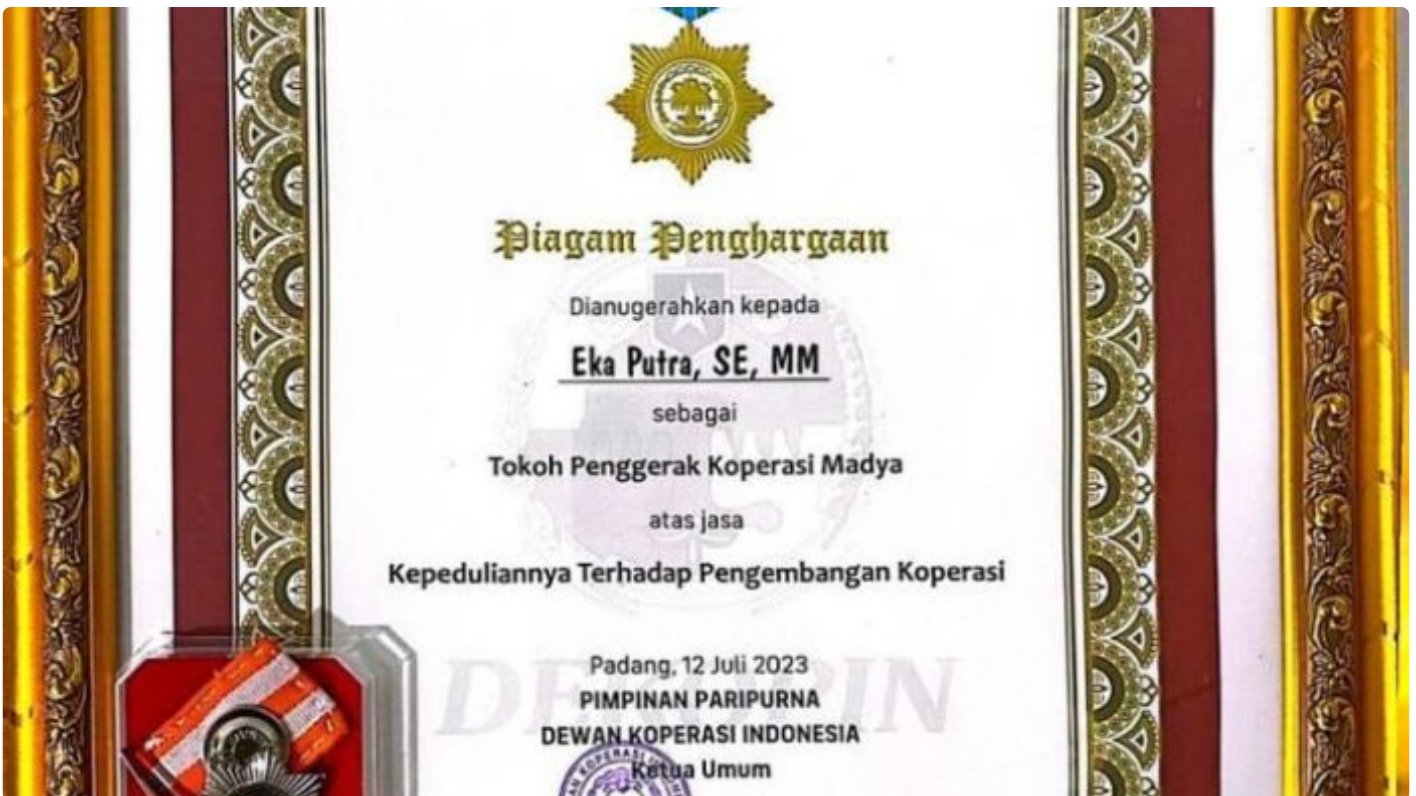 Piagam Penghargaan
Dianugerahkan kepada
Eka Putra, SE, MM
sebagai
Tokoh Penggerak Koperasi Madya
atas jasa
Kepeduliannya Terhadap Pengembangan Koperasi
DEKOPIN
Padang, 12 Juli 2023
PIMPINAN PARIPURNA
DEWAN KOPERASI INDONESIA
Ketua Umum